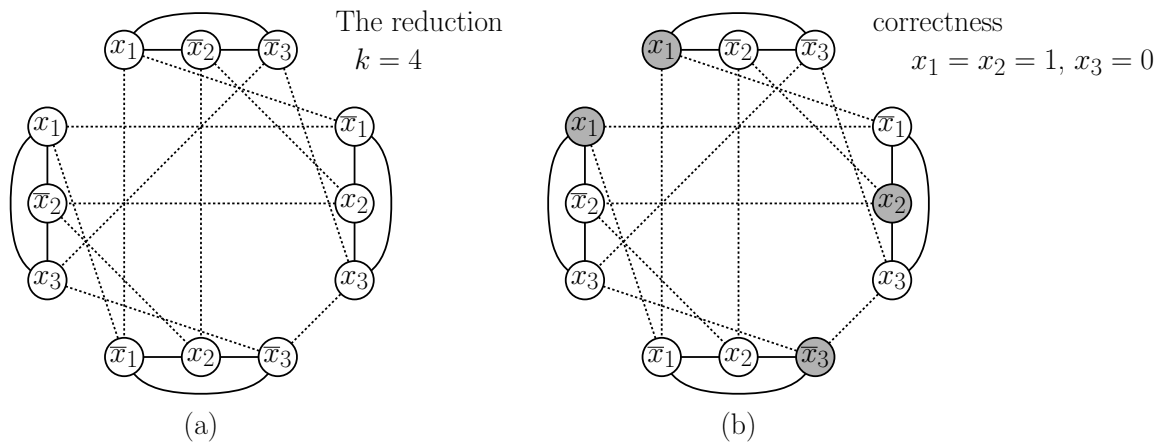 The reduction
k = 4
x₁ x̅₂ x̅₃
x₁
x̅₂
x₃
x̅₁
x₂
x₃
x̅₁ x₂ x̅₃
(a)
correctness
x₁ = x₂ = 1, x₃ = 0
x₁ x̅₂ x̅₃
x₁
x̅₂
x₃
x̅₁
x₂
x₃
x̅₁ x₂ x̅₃
(b)